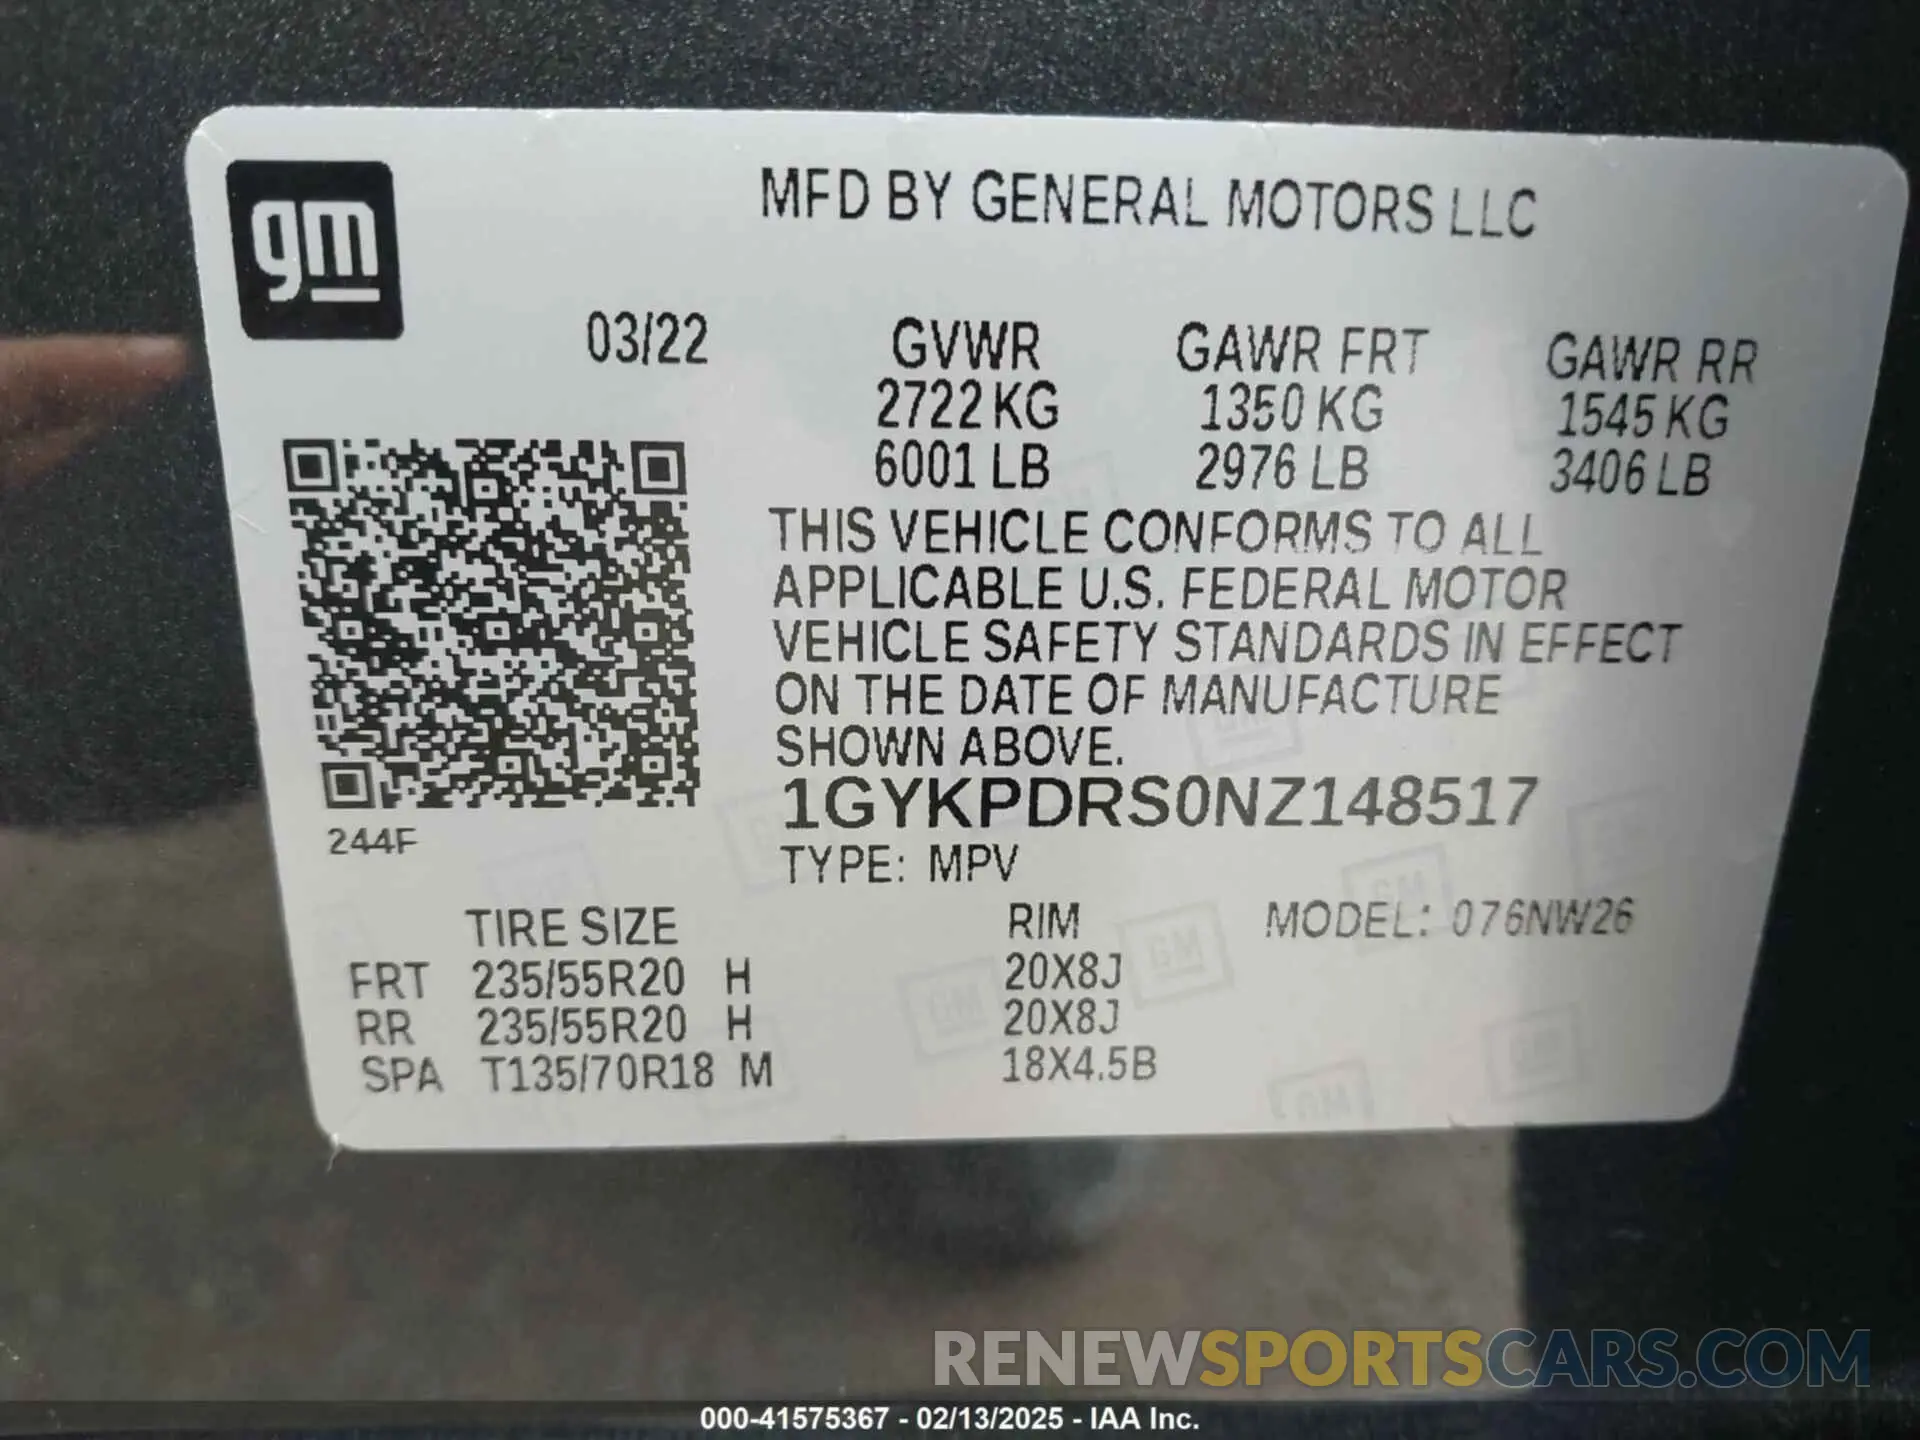 gm
MFD BY GENERAL MOTORS LLC
03/22 GVWR GAWR FRT GAWR RR
2722 KG 1350 KG 1545 KG
6001 LB 2976 LB 3406 LB
THIS VEHICLE CONFORMS TO ALL
APPLICABLE U.S. FEDERAL MOTOR
VEHICLE SAFETY STANDARDS IN EFFECT
ON THE DATE OF MANUFACTURE
SHOWN ABOVE.
1GYKPDRS0NZ148517
244F
TYPE: MPV
TIRE SIZE RIM MODEL: 076NW26
FRT 235/55R20 H 20X8J
RR 235/55R20 H 20X8J
SPA T135/70R18 M 18X4.5B
RENEWSPORTSCARS.COM
000-41575367 - 02/13/2025 - IAA Inc.